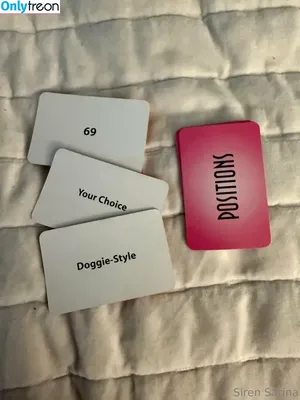 Onlytreon
69
Your Choice
Doggie-Style
POSITIONS
Siren Sarina